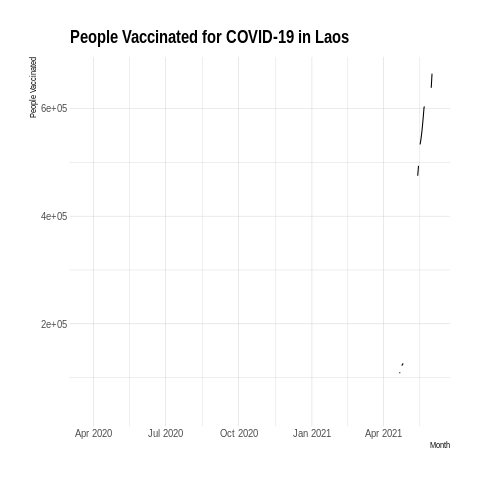 People Vaccinated for COVID-19 in Laos
People Vaccinated
6e+05
4e+05
2e+05
Apr 2020 Jul 2020 Oct 2020 Jan 2021 Apr 2021
Month